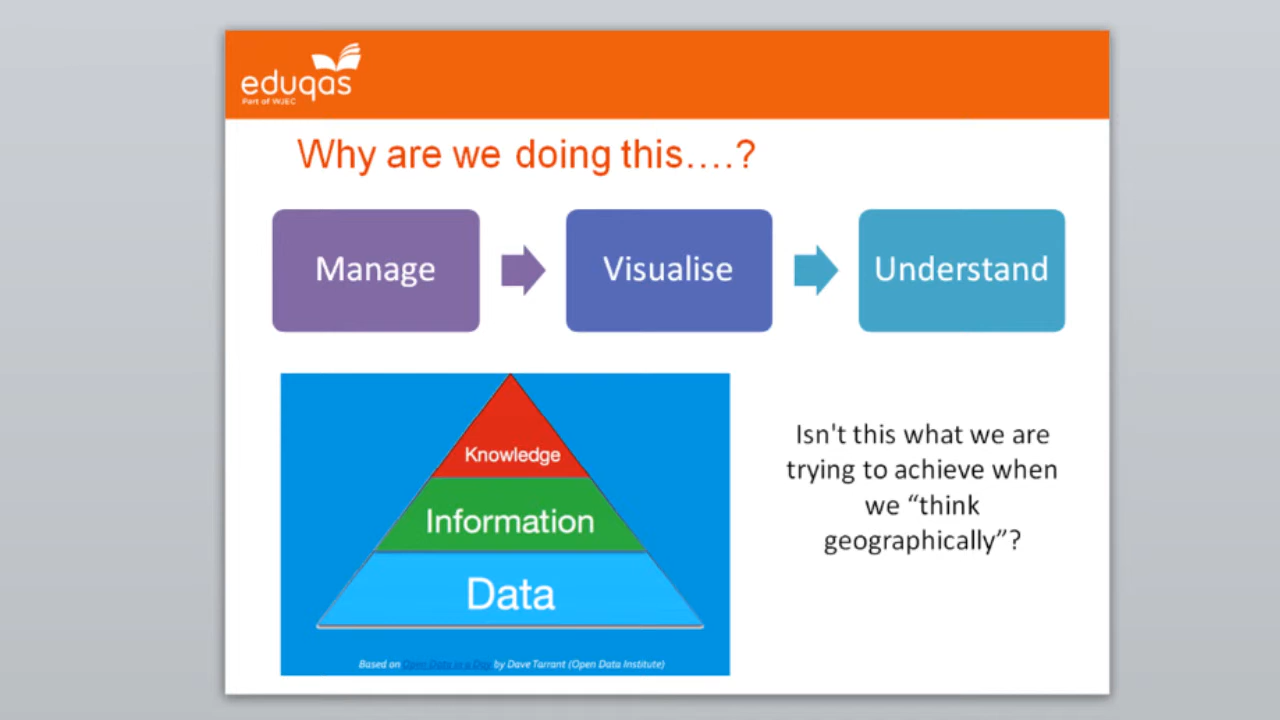 eduqas
Part of WJEC
Why are we doing this….?
Manage
Visualise
Understand
Knowledge
Information
Data
Based on Open Data in a Day by Dave Tarrant (Open Data Institute)
Isn't this what we are
trying to achieve when
we “think
geographically”?